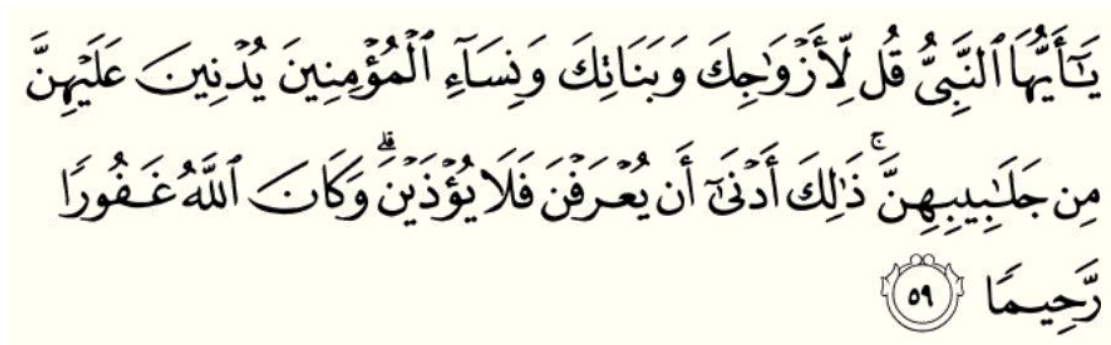 يَـٰٓأَيُّهَا ٱلنَّبِىُّ قُل لِّأَزْوَٰجِكَ وَبَنَاتِكَ وَنِسَآءِ ٱلْمُؤْمِنِينَ يُدْنِينَ عَلَيْهِنَّ
مِن جَلَـٰبِيبِهِنَّ ۚ ذَٰلِكَ أَدْنَىٰٓ أَن يُعْرَفْنَ فَلَا يُؤْذَيْنَ ۗ وَكَانَ ٱللَّهُ غَفُورًا
رَّحِيمًا ٥٩